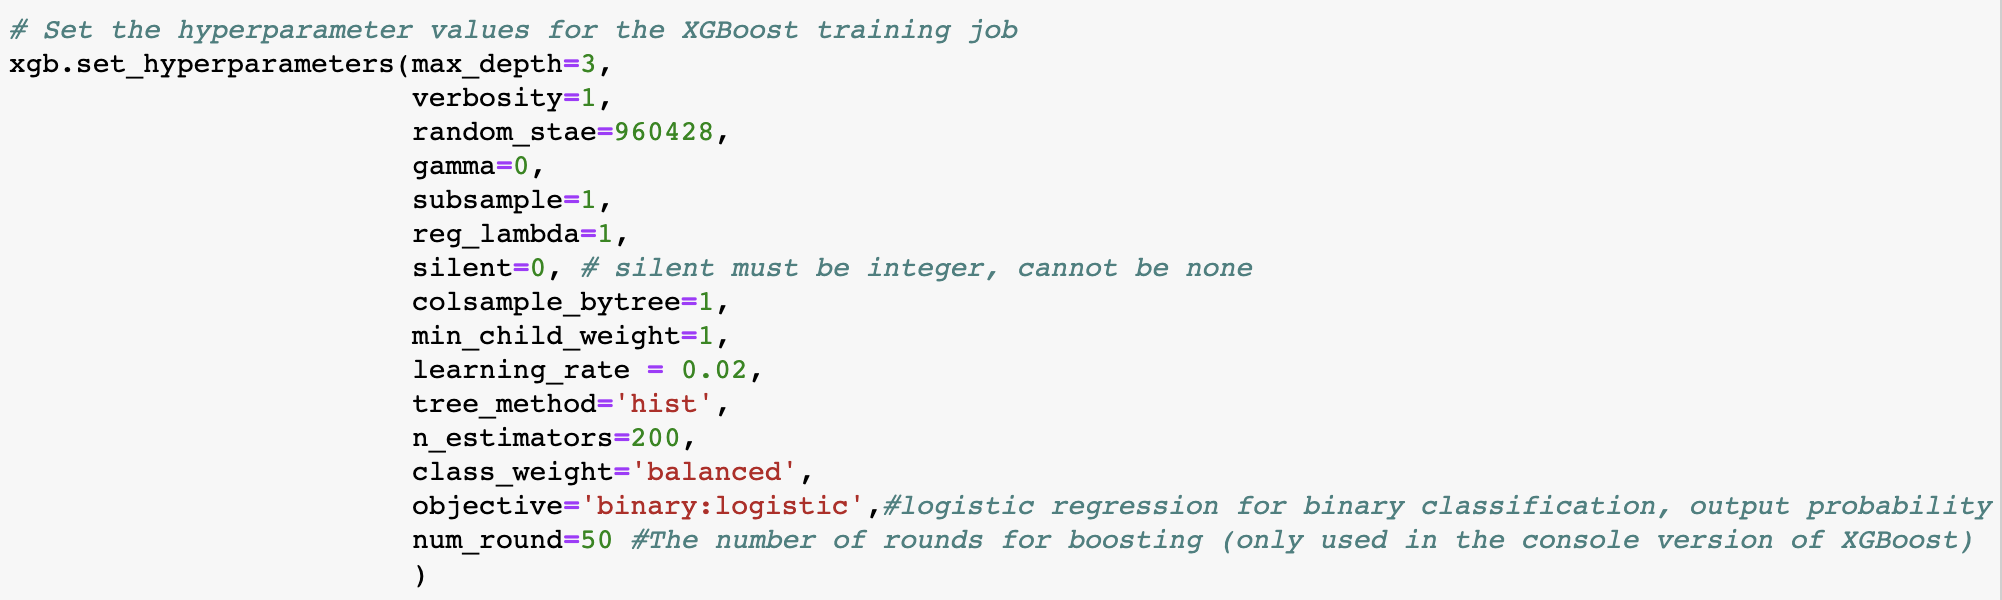 # Set the hyperparameter values for the XGBoost training job
xgb.set_hyperparameters(max_depth=3,
verbosity=1,
random_stae=960428,
gamma=0,
subsample=1,
reg_lambda=1,
silent=0, # silent must be integer, cannot be none
colsample_bytree=1,
min_child_weight=1,
learning_rate = 0.02,
tree_method='hist',
n_estimators=200,
class_weight='balanced',
objective='binary:logistic',#logistic regression for binary classification, output probability
num_round=50 #The number of rounds for boosting (only used in the console version of XGBoost)
)